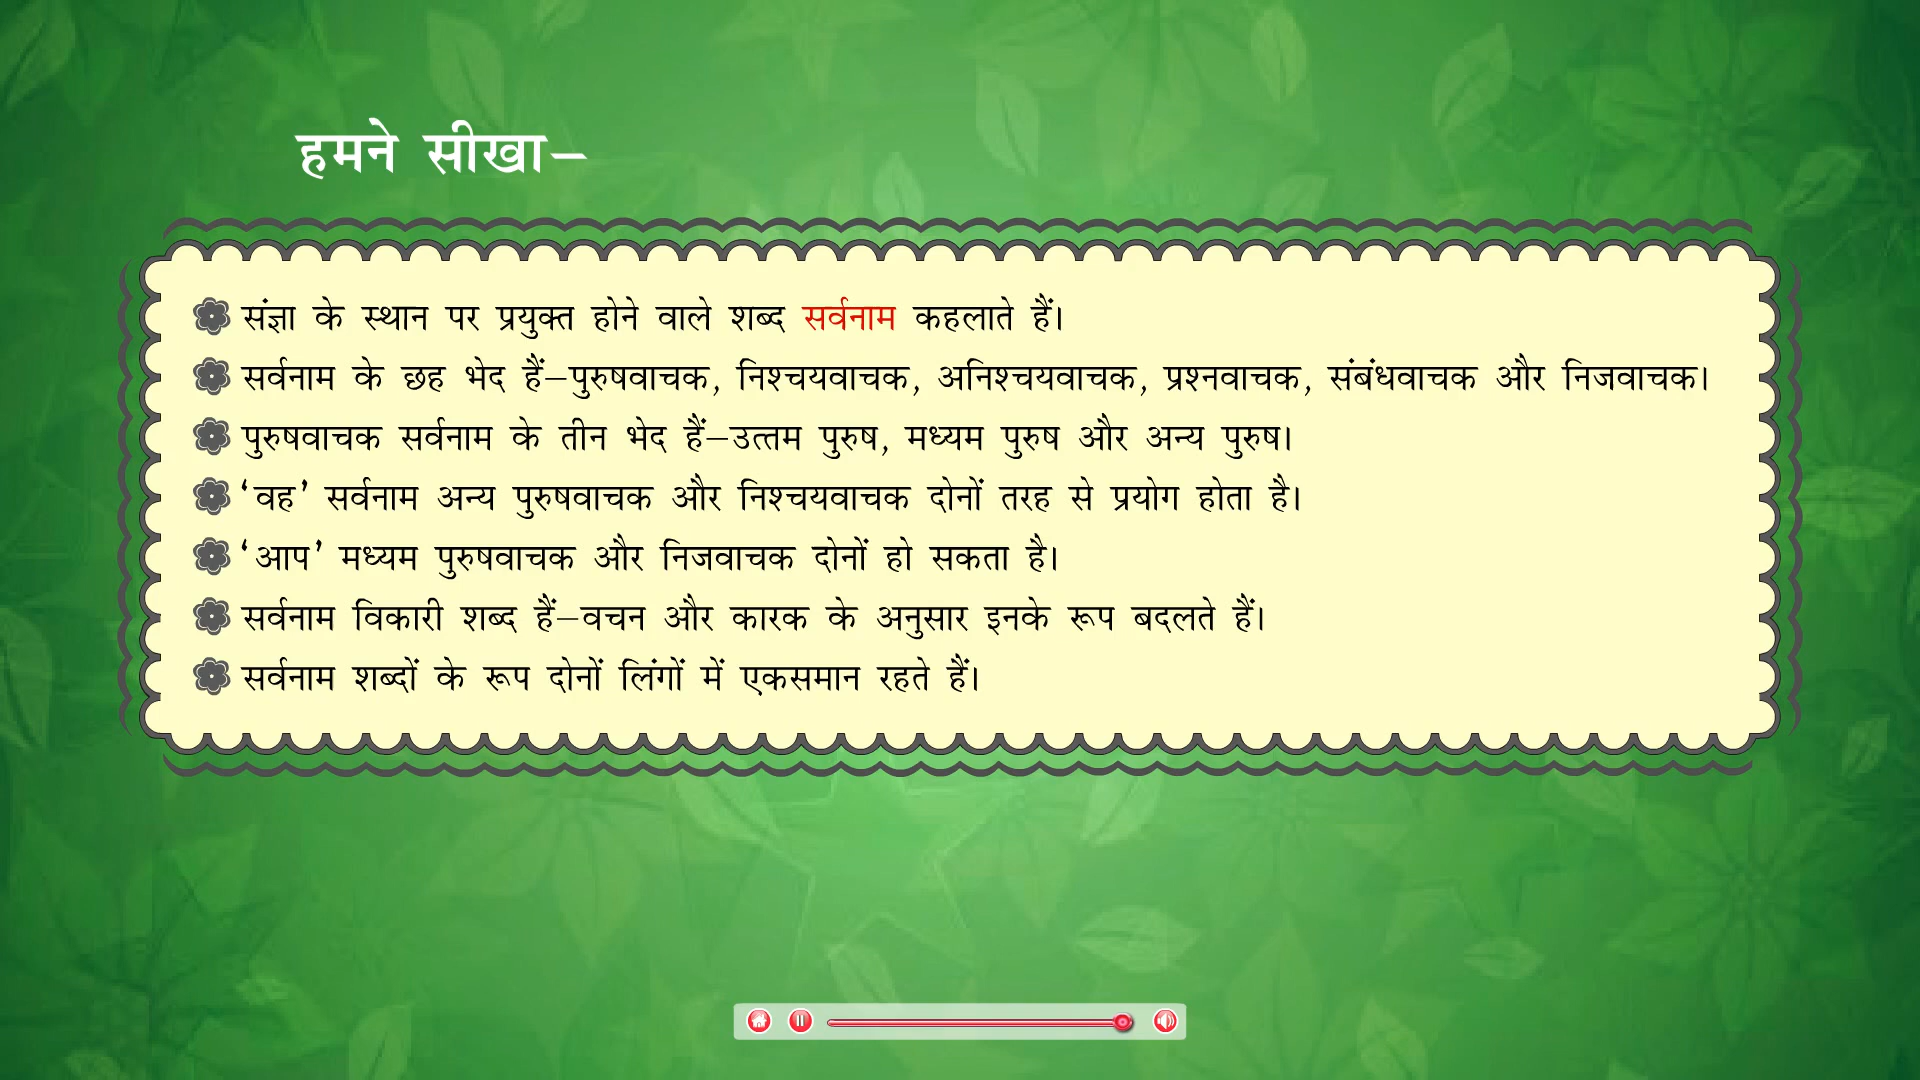 हमने सीखा–
संज्ञा के स्थान पर प्रयुक्त होने वाले शब्द सर्वनाम कहलाते हैं।
सर्वनाम के छह भेद हैं–पुरुषवाचक, निश्चयवाचक, अनिश्चयवाचक, प्रश्नवाचक, संबंधवाचक और निजवाचक।
पुरुषवाचक सर्वनाम के तीन भेद हैं–उत्तम पुरुष, मध्यम पुरुष और अन्य पुरुष।
‘वह’ सर्वनाम अन्य पुरुषवाचक और निश्चयवाचक दोनों तरह से प्रयोग होता है।
‘आप’ मध्यम पुरुषवाचक और निजवाचक दोनों हो सकता है।
सर्वनाम विकारी शब्द हैं–वचन और कारक के अनुसार इनके रूप बदलते हैं।
सर्वनाम शब्दों के रूप दोनों लिंगों में एकसमान रहते हैं।